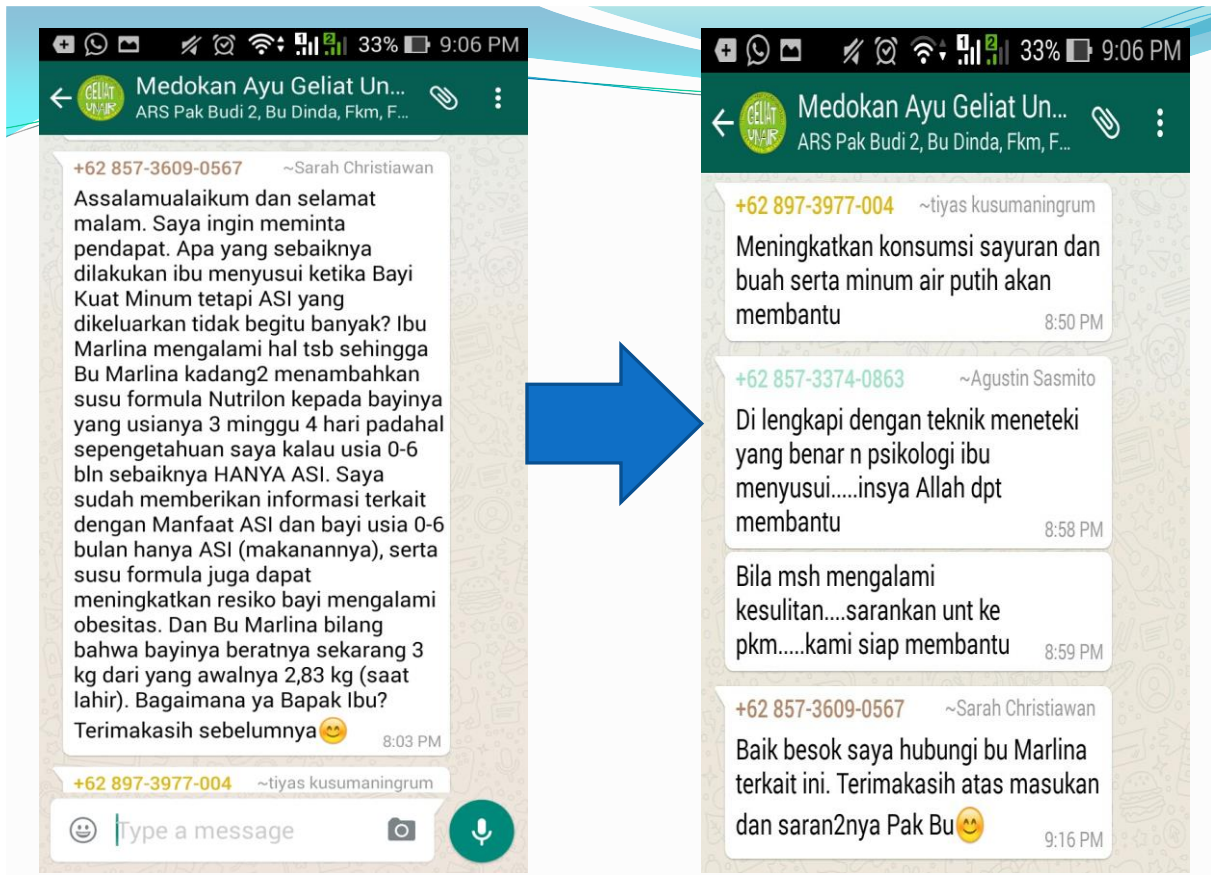 33% 9:06 PM
Medokan Ayu Geliat Un...
ARS Pak Budi 2, Bu Dinda, Fkm, F...
GELIAT
UNAIR
+62 857-3609-0567 ~Sarah Christiawan
Assalamualaikum dan selamat
malam. Saya ingin meminta
pendapat. Apa yang sebaiknya
dilakukan ibu menyusui ketika Bayi
Kuat Minum tetapi ASI yang
dikeluarkan tidak begitu banyak? Ibu
Marlina mengalami hal tsb sehingga
Bu Marlina kadang2 menambahkan
susu formula Nutrilon kepada bayinya
yang usianya 3 minggu 4 hari padahal
sepengetahuan saya kalau usia 0-6
bln sebaiknya HANYA ASI. Saya
sudah memberikan informasi terkait
dengan Manfaat ASI dan bayi usia 0-6
bulan hanya ASI (makanannya), serta
susu formula juga dapat
meningkatkan resiko bayi mengalami
obesitas. Dan Bu Marlina bilang
bahwa bayinya beratnya sekarang 3
kg dari yang awalnya 2,83 kg (saat
lahir). Bagaimana ya Bapak Ibu?
Terimakasih sebelumnya😊 8:03 PM
+62 897-3977-004 ~tiyas kusumaningrum
Type a message
33% 9:06 PM
Medokan Ayu Geliat Un...
ARS Pak Budi 2, Bu Dinda, Fkm, F...
GELIAT
UNAIR
+62 897-3977-004 ~tiyas kusumaningrum
Meningkatkan konsumsi sayuran dan
buah serta minum air putih akan
membantu 8:50 PM
+62 857-3374-0863 ~Agustin Sasmito
Di lengkapi dengan teknik meneteki
yang benar n psikologi ibu
menyusui.....insya Allah dpt
membantu 8:58 PM
Bila msh mengalami
kesulitan....sarankan unt ke
pkm.....kami siap membantu 8:59 PM
+62 857-3609-0567 ~Sarah Christiawan
Baik besok saya hubungi bu Marlina
terkait ini. Terimakasih atas masukan
dan saran2nya Pak Bu😊 9:16 PM